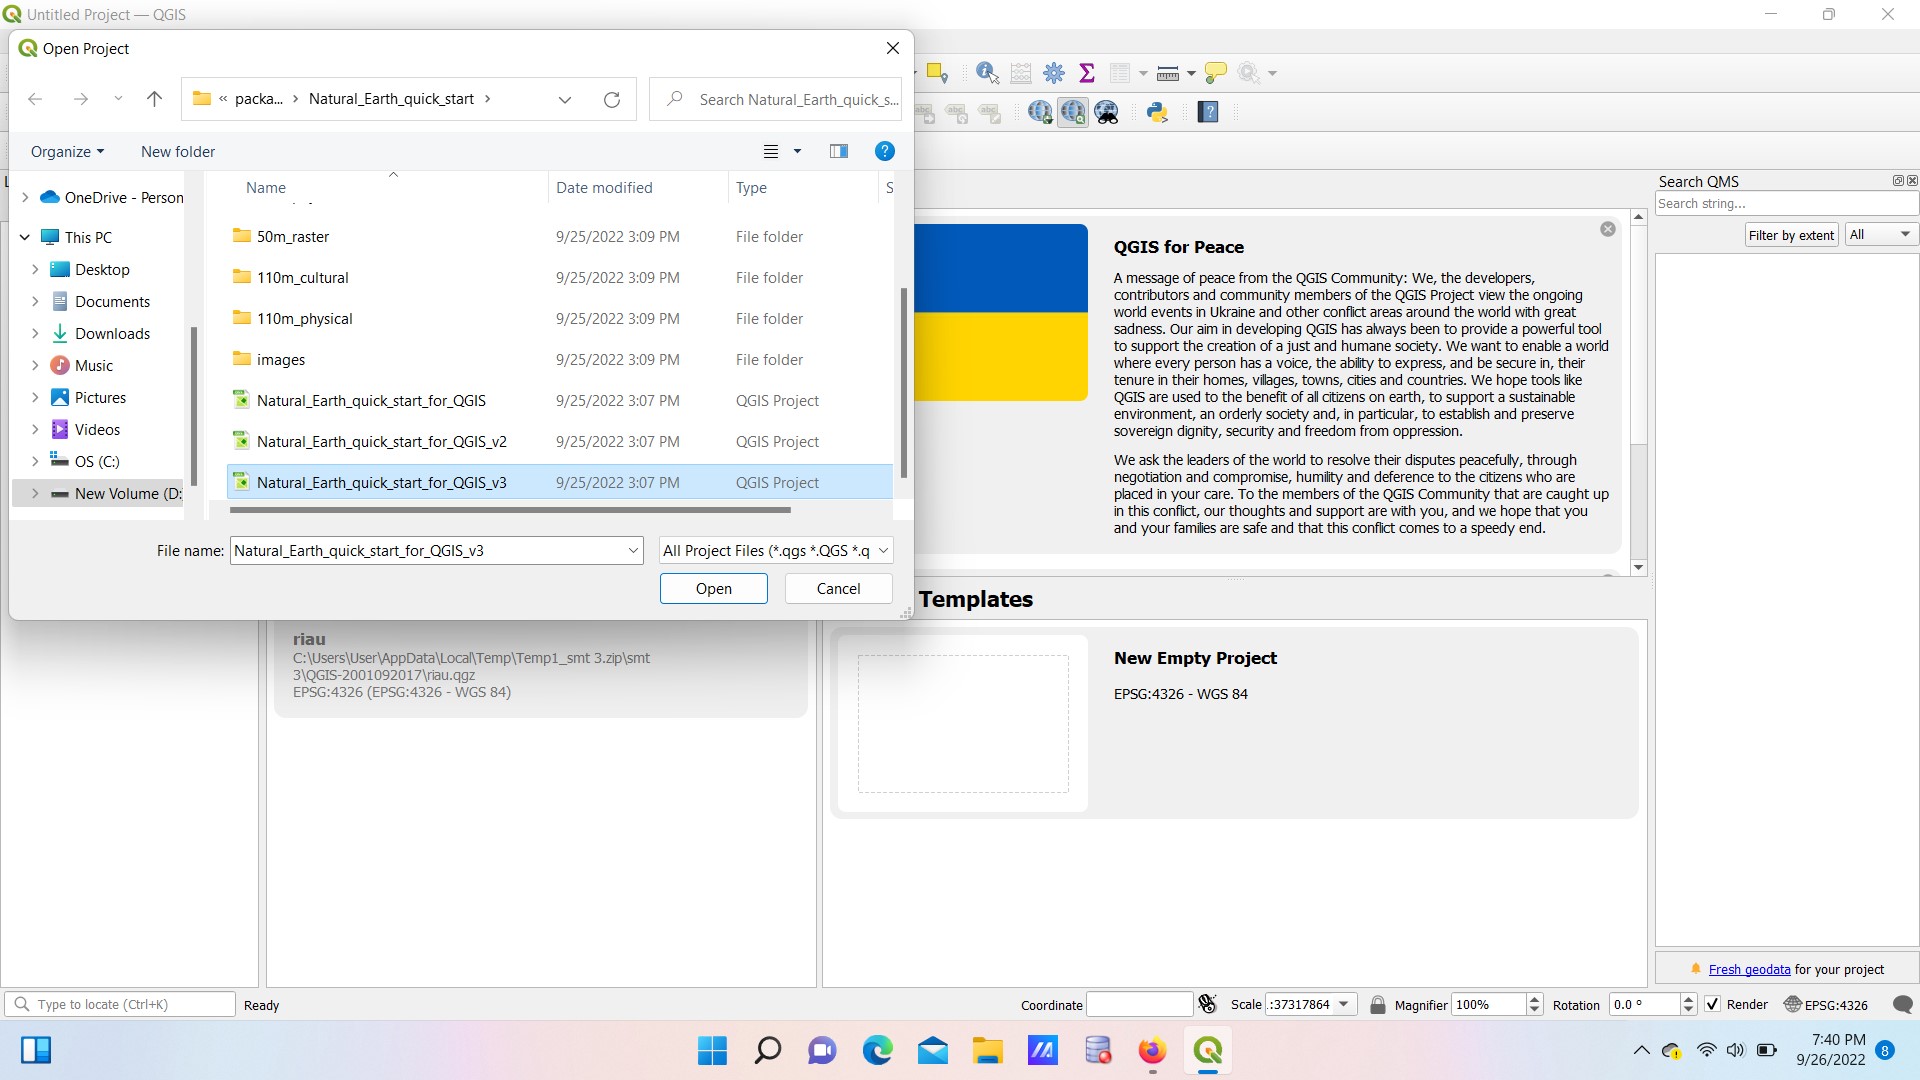 Untitled Project — QGIS
Open Project
« packa... › Natural_Earth_quick_start ›
Search Natural_Earth_quick_s...
Organize
New folder
Name
Date modified
Type
S
OneDrive - Person
This PC
Desktop
Documents
Downloads
Music
Pictures
Videos
OS (C:)
New Volume (D:
50m_raster 9/25/2022 3:09 PM File folder
110m_cultural 9/25/2022 3:09 PM File folder
110m_physical 9/25/2022 3:09 PM File folder
images 9/25/2022 3:09 PM File folder
Natural_Earth_quick_start_for_QGIS 9/25/2022 3:07 PM QGIS Project
Natural_Earth_quick_start_for_QGIS_v2 9/25/2022 3:07 PM QGIS Project
Natural_Earth_quick_start_for_QGIS_v3 9/25/2022 3:07 PM QGIS Project
File name: Natural_Earth_quick_start_for_QGIS_v3
All Project Files (*.qgs *.QGS *.q
Open
Cancel
QGIS for Peace
A message of peace from the QGIS Community: We, the developers,
contributors and community members of the QGIS Project view the ongoing
world events in Ukraine and other conflict areas around the world with great
sadness. Our aim in developing QGIS has always been to provide a powerful tool
to support the creation of a just and humane society. We want to enable a world
where every person has a voice, the ability to express, and be secure in, their
tenure in their homes, villages, towns, cities and countries. We hope tools like
QGIS are used to the benefit of all citizens on earth, to support a sustainable
environment, an orderly society and, in particular, to establish and preserve
sovereign dignity, security and freedom from oppression.
We ask the leaders of the world to resolve their disputes peacefully, through
negotiation and compromise, humility and deference to the citizens who are
placed in your care. To the members of the QGIS Community that are caught up
in this conflict, our thoughts and support are with you, and we hope that you
and your families are safe and that this conflict comes to a speedy end.
Search QMS
Search string...
Filter by extent
All
riau
C:\Users\User\AppData\Local\Temp\Temp1_smt 3.zip\smt
3\QGIS-2001092017\riau.qgz
EPSG:4326 (EPSG:4326 - WGS 84)
Templates
New Empty Project
EPSG:4326 - WGS 84
Fresh geodata for your project
Type to locate (Ctrl+K)
Ready
Coordinate
Scale :37317864
Magnifier 100%
Rotation 0.0 °
Render
EPSG:4326
7:40 PM
9/26/2022
8